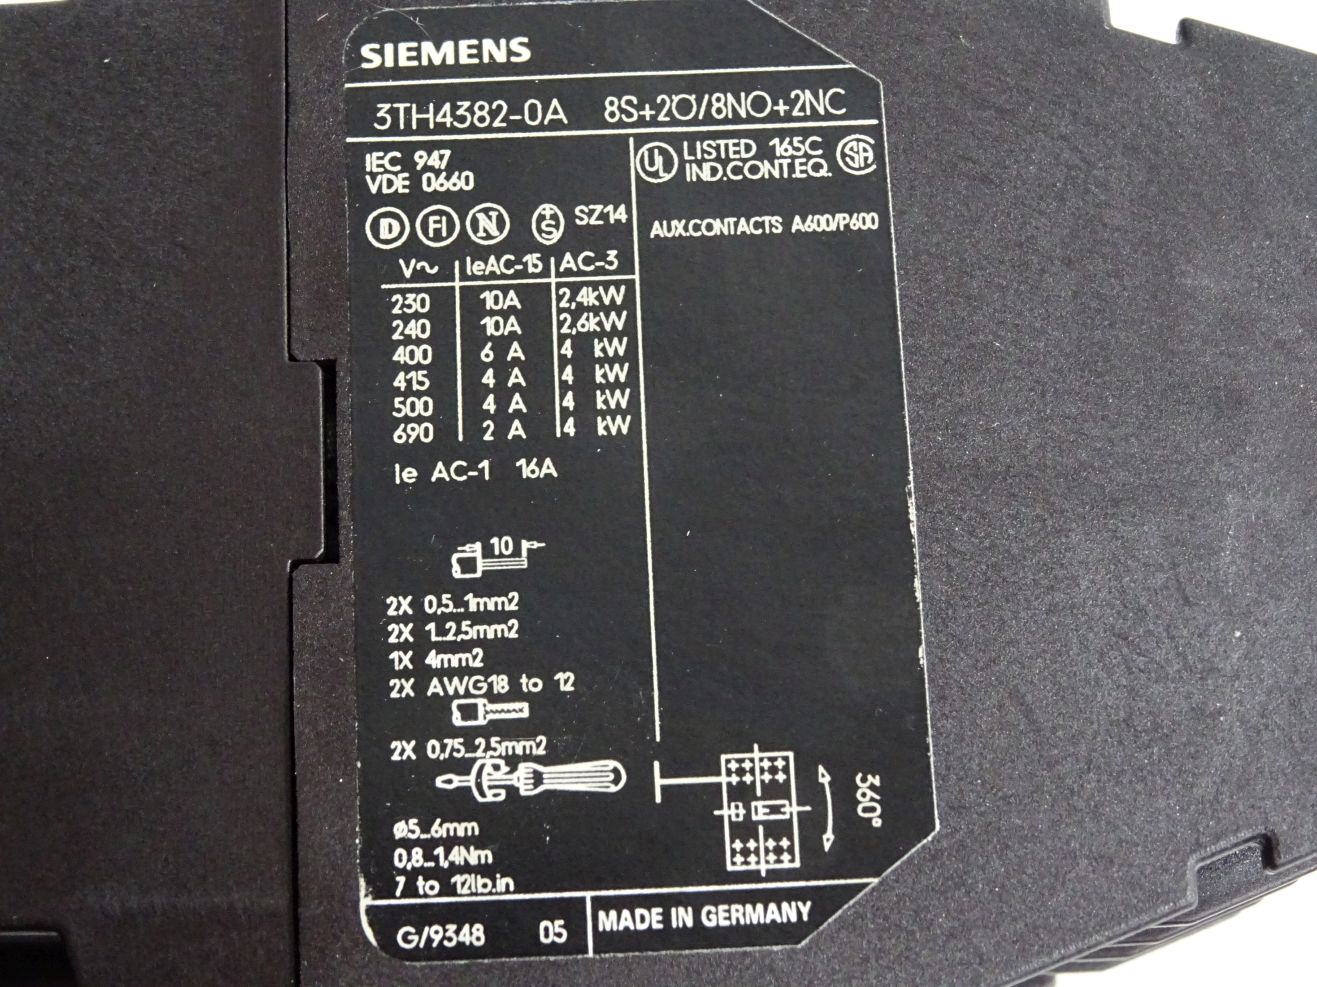 SIEMENS
3TH4382-0A 8S+2Ö/8NO+2NC
IEC 947
VDE 0660
D FI N S SZ14
V~ IeAC-15 AC-3
230 10A 2,4kW
240 10A 2,6kW
400 6 A 4 kW
415 4 A 4 kW
500 4 A 4 kW
690 2 A 4 kW
Ie AC-1 16A
10
2X 0,5...1mm2
2X 1...2,5mm2
1X 4mm2
2X AWG18 to 12
2X 0,75...2,5mm2
ø5...6mm
0,8...1,4Nm
7 to 12lb.in
UL LISTED 165C SA
IND.CONT.EQ.
AUX.CONTACTS A600/P600
360°
G/9348 05 MADE IN GERMANY